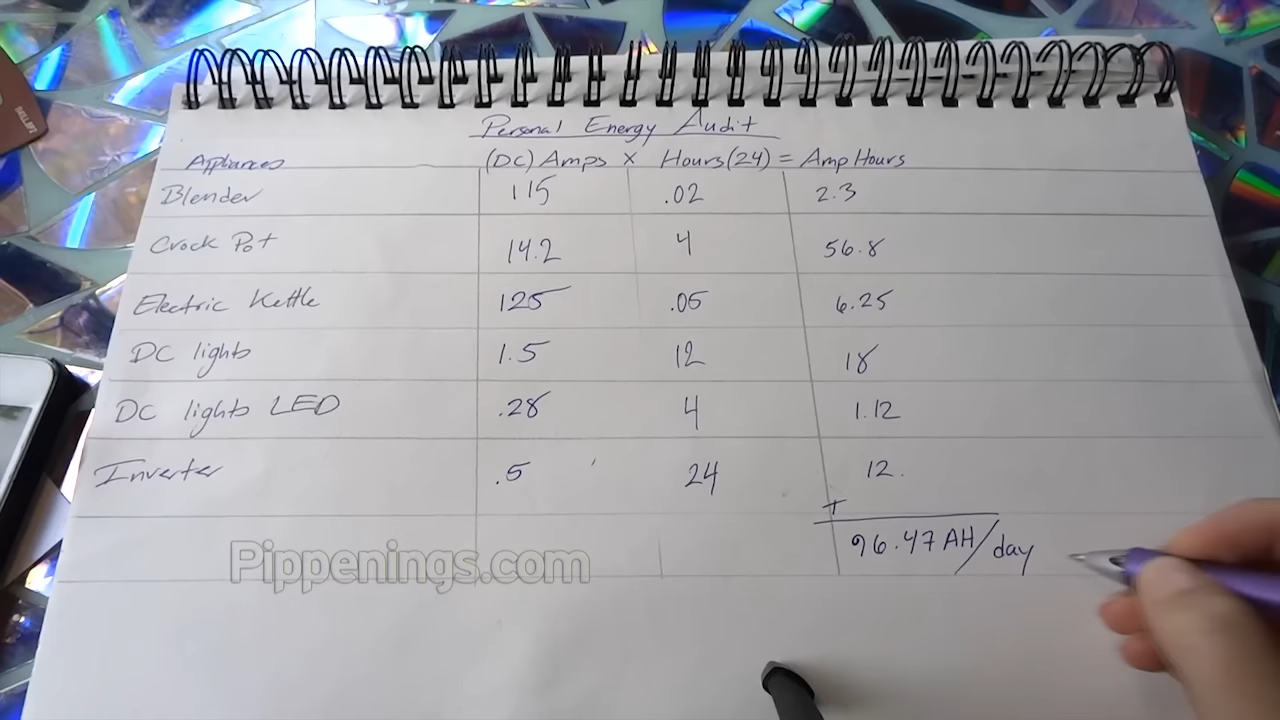 Personal Energy Audit
Appliances (DC) Amps × Hours (24) = Amp Hours
Blender 115 .02 2.3
Crock Pot 14.2 4 56.8
Electric Kettle 125 .05 6.25
DC lights 1.5 12 18
DC lights LED .28 4 1.12
Inverter .5 24 12.
+
96.47 AH/day
Pippenings.com